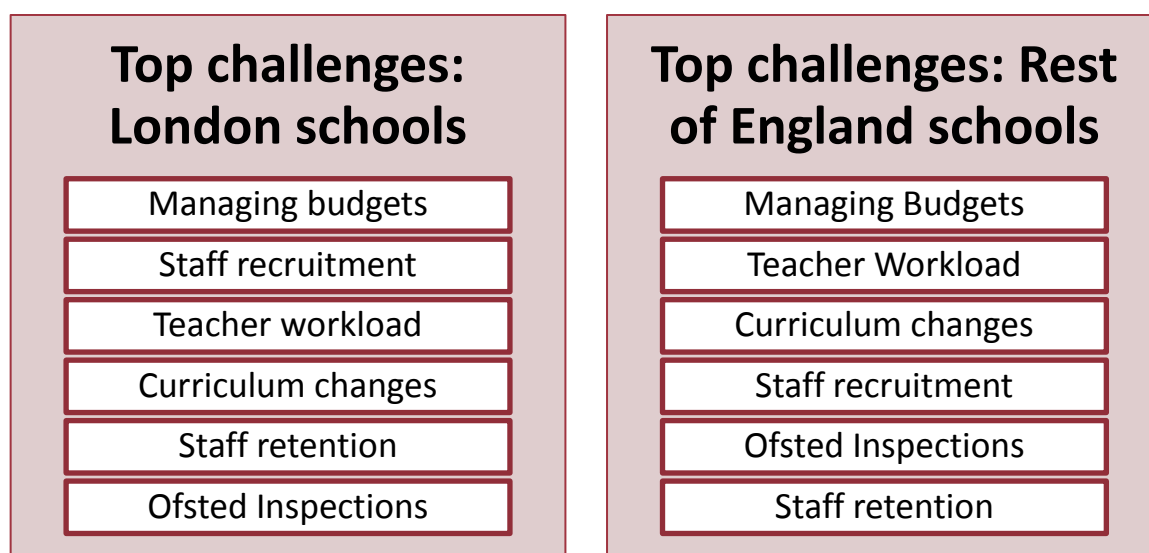 Top challenges:
London schools
Managing budgets
Staff recruitment
Teacher workload
Curriculum changes
Staff retention
Ofsted Inspections
Top challenges: Rest
of England schools
Managing Budgets
Teacher Workload
Curriculum changes
Staff recruitment
Ofsted Inspections
Staff retention